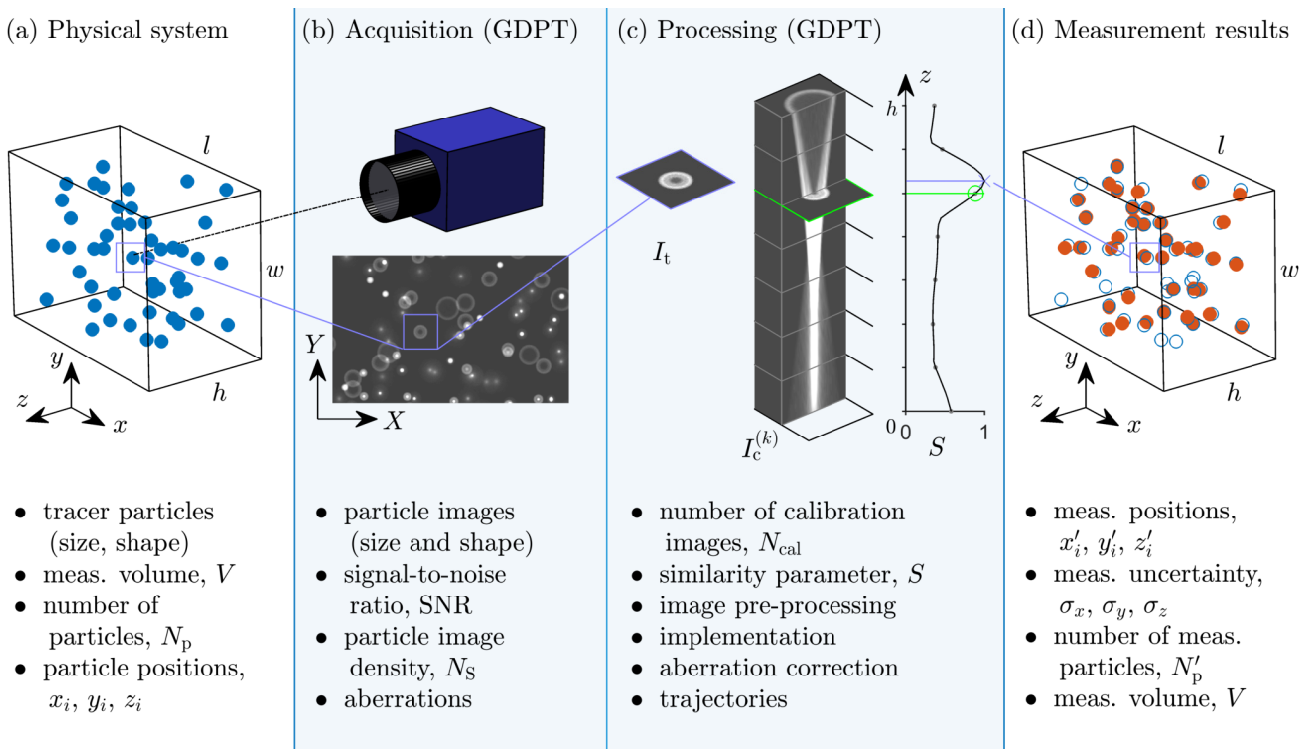 (a) Physical system
l
w
h
y
z
x
(b) Acquisition (GDPT)
Y
X
(c) Processing (GDPT)
I_t
I_c^(k)
z
h
0
0
1
S
(d) Measurement results
l
w
h
y
z
x
• tracer particles
(size, shape)
• meas. volume, V
• number of
particles, N_p
• particle positions,
x_i, y_i, z_i
• particle images
(size and shape)
• signal-to-noise
ratio, SNR
• particle image
density, N_S
• aberrations
• number of calibration
images, N_cal
• similarity parameter, S
• image pre-processing
• implementation
• aberration correction
• trajectories
• meas. positions,
x′_i, y′_i, z′_i
• meas. uncertainty,
σ_x, σ_y, σ_z
• number of meas.
particles, N′_p
• meas. volume, V